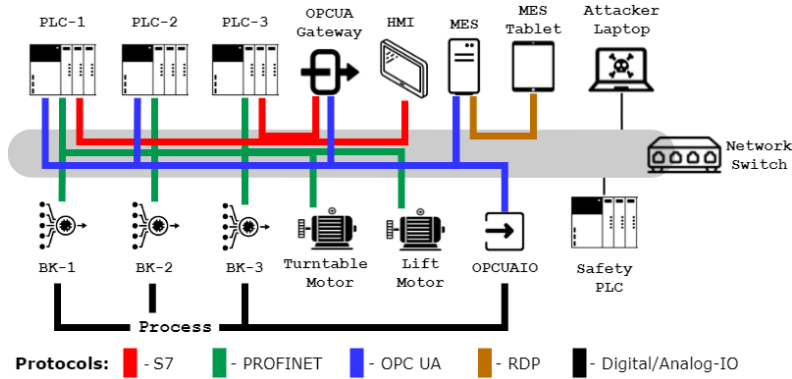 PLC-1
PLC-2
PLC-3
OPCUA
Gateway
HMI
MES
MES
Tablet
Attacker
Laptop
Network
Switch
BK-1
BK-2
BK-3
Turntable
Motor
Lift
Motor
OPCUAIO
Safety
PLC
Process
Protocols: - S7 - PROFINET - OPC UA - RDP - Digital/Analog-IO